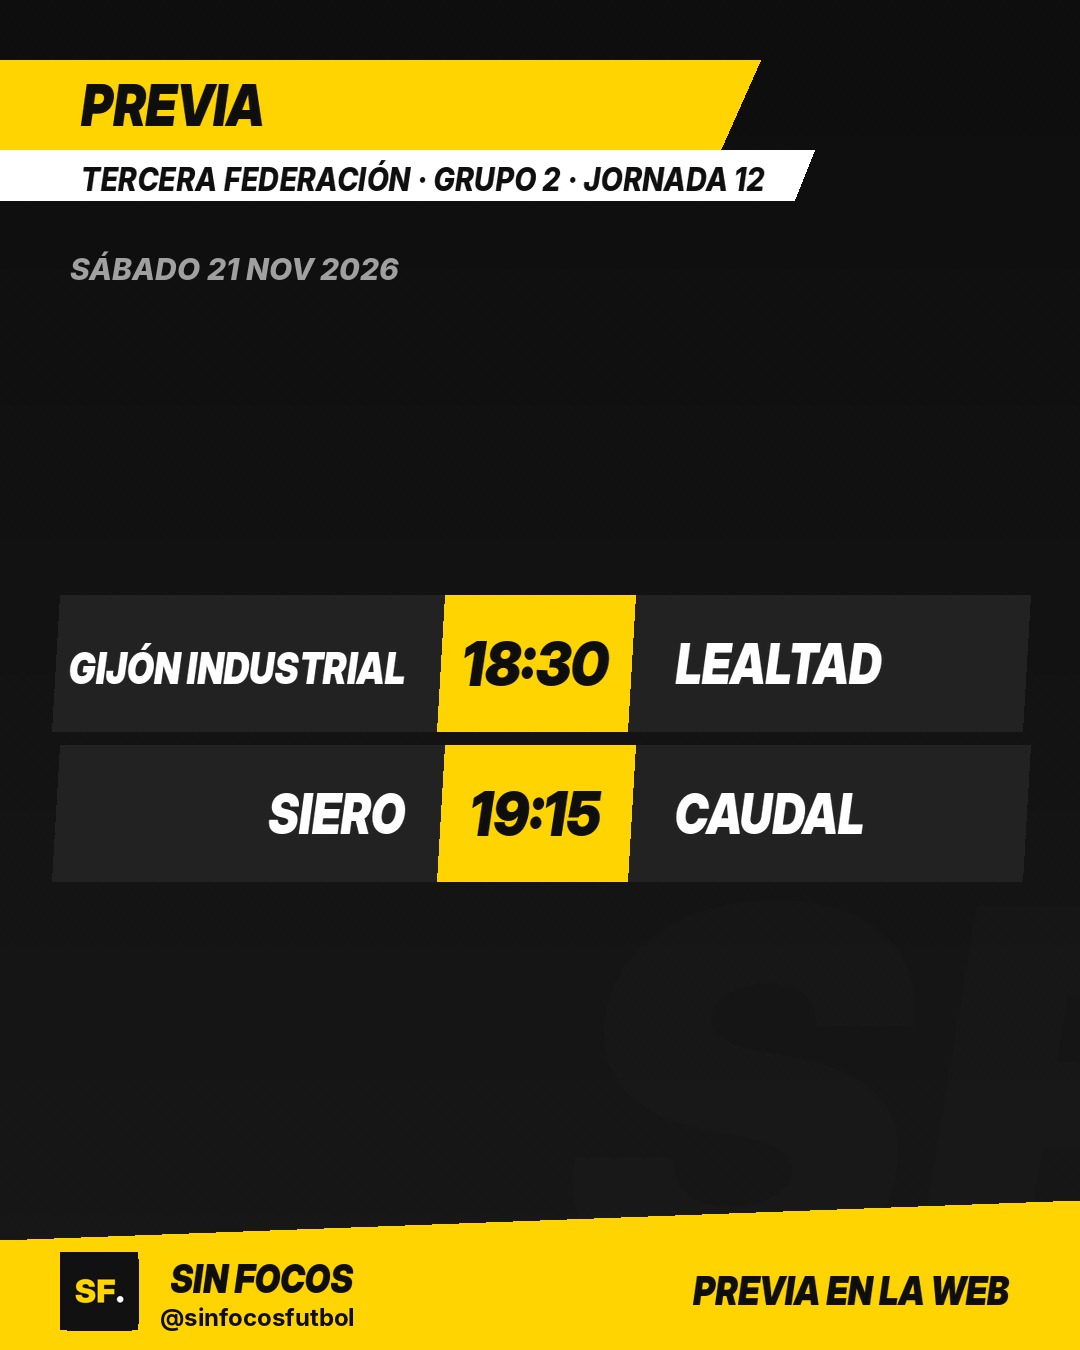 PREVIA
TERCERA FEDERACIÓN · GRUPO 2 · JORNADA 12
SÁBADO 21 NOV 2026
GIJÓN INDUSTRIAL 18:30 LEALTAD
SIERO 19:15 CAUDAL
SF
SF.
SIN FOCOS
@sinfocosfutbol
PREVIA EN LA WEB